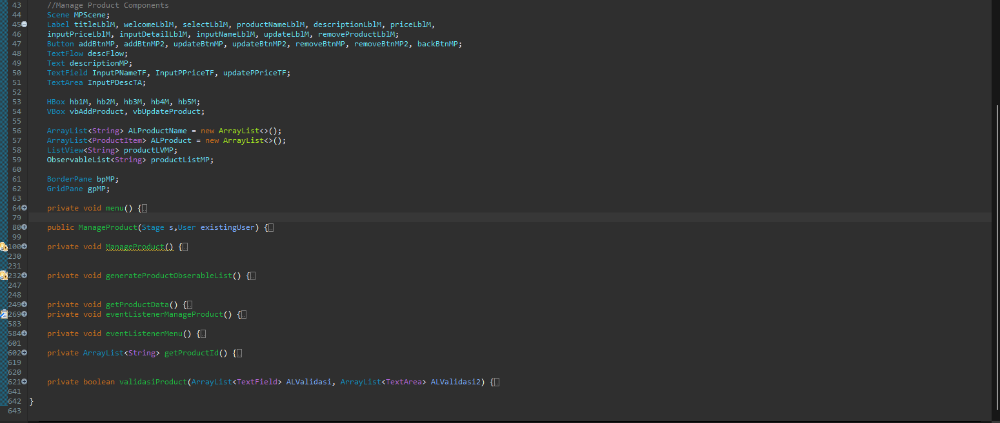 43 //Manage Product Components
44 Scene MPScene;
45 Label titleLblM, welcomeLblM, selectLblM, productNameLblM, descriptionLblM, priceLblM,
46 inputPriceLblM, inputDetailLblM, inputNameLblM, updateLblM, removeProductLblM;
47 Button addBtnMP, addBtnMP2, updateBtnMP, updateBtnMP2, removeBtnMP, removeBtnMP2, backBtnMP;
48 TextFlow descFlow;
49 Text descriptionMP;
50 TextField InputPNameTF, InputPPriceTF, updatePPriceTF;
51 TextArea InputPDescTA;
52
53 HBox hb1M, hb2M, hb3M, hb4M, hb5M;
54 VBox vbAddProduct, vbUpdateProduct;
55
56 ArrayList<String> ALProductName = new ArrayList<>();
57 ArrayList<ProductItem> ALProduct = new ArrayList<>();
58 ListView<String> productLVMP;
59 ObservableList<String> productListMP;
60
61 BorderPane bpMP;
62 GridPane gpMP;
63
64 private void menu() {
79
80 public ManageProduct(Stage s,User existingUser) {
99
100 private void ManageProduct() {
230
231
232 private void generateProductObserableList() {
247
248
249 private void getProductData() {
269 private void eventListenerManageProduct() {
583
584 private void eventListenerMenu() {
601
602 private ArrayList<String> getProductId() {
619
620
621 private boolean validasiProduct(ArrayList<TextField> ALValidasi, ArrayList<TextArea> ALValidasi2) {
641
642 }
643